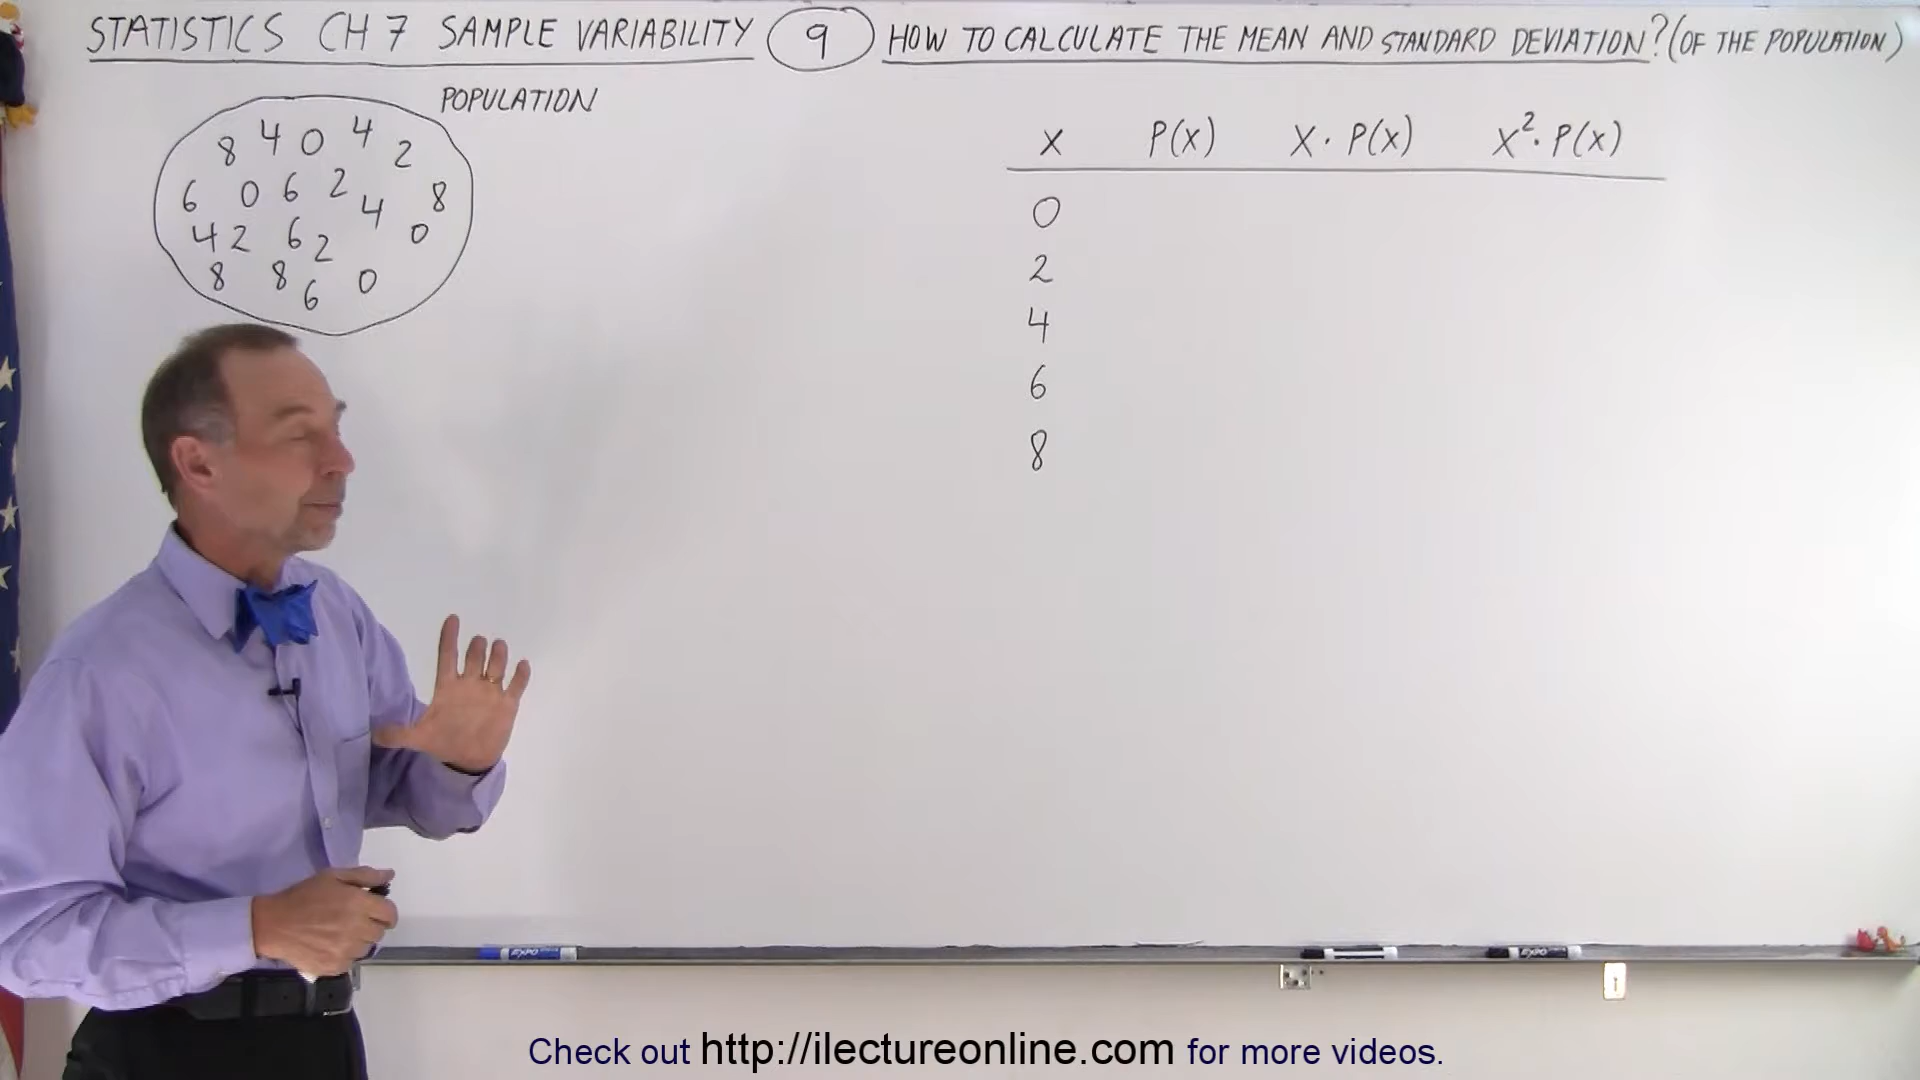 STATISTICS CH 7 SAMPLE VARIABILITY 9 HOW TO CALCULATE THE MEAN AND STANDARD DEVIATION? (OF THE POPULATION)
POPULATION
8 4 0 4 2
6 0 6 2 4 8
4 2 6 2 0
8 8 6 0
X P(X) X · P(X) X²· P(X)
0
2
4
6
8
EXPO
EXPO
Check out http://ilectureonline.com for more videos.